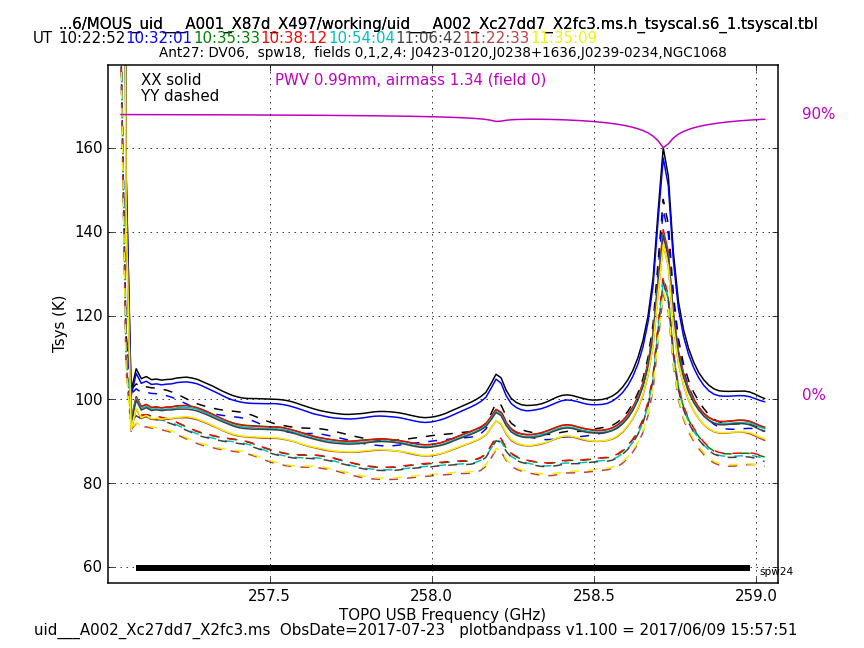 ...6/MOUS_uid___A001_X87d_X497/working/uid___A002_Xc27dd7_X2fc3.ms.h_tsyscal.s6_1.tsyscal.tbl
UT 10:22:52 10:32:01 10:35:33 10:38:12 10:54:04 11:06:42 11:22:33 11:35:09
Ant27: DV06, spw18, fields 0,1,2,4: J0423-0120,J0238+1636,J0239-0234,NGC1068
XX solid
YY dashed
PWV 0.99mm, airmass 1.34 (field 0)
90%
0%
160
140
120
100
80
60
Tsys (K)
spw24
257.5 258.0 258.5 259.0
TOPO USB Frequency (GHz)
uid___A002_Xc27dd7_X2fc3.ms ObsDate=2017-07-23 plotbandpass v1.100 = 2017/06/09 15:57:51